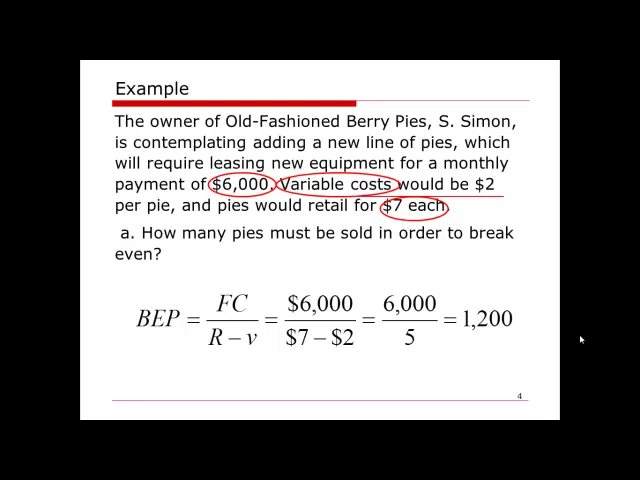 Example
The owner of Old-Fashioned Berry Pies, S. Simon,
is contemplating adding a new line of pies, which
will require leasing new equipment for a monthly
payment of $6,000. Variable costs would be $2
per pie, and pies would retail for $7 each.
a. How many pies must be sold in order to break
even?
BEP = FC / (R – v) = $6,000 / ($7 – $2) = 6,000 / 5 = 1,200
4